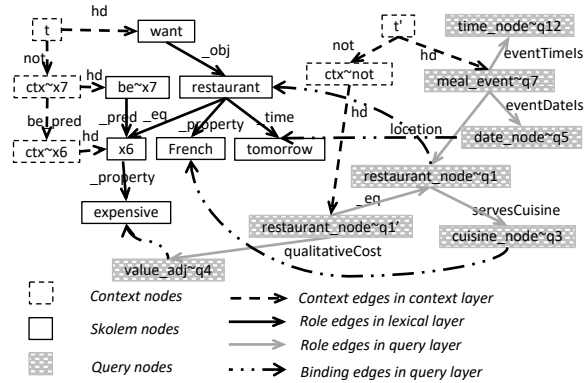 t
hd
want
t'
time_node~q12
not
_obj
not
hd
eventTimeIs
ctx~x7
hd
be~x7
restaurant
ctx~not
meal_event~q7
_pred
_eq
_property
_time
hd
eventDateIs
be_pred
hd
location
date_node~q5
ctx~x6
x6
French
tomorrow
restaurant_node~q1
_property
_eq
servesCuisine
expensive
restaurant_node~q1'
cuisine_node~q3
qualitativeCost
value_adj~q4
Context nodes
Context edges in context layer
Skolem nodes
Role edges in lexical layer
Role edges in query layer
Query nodes
Binding edges in query layer